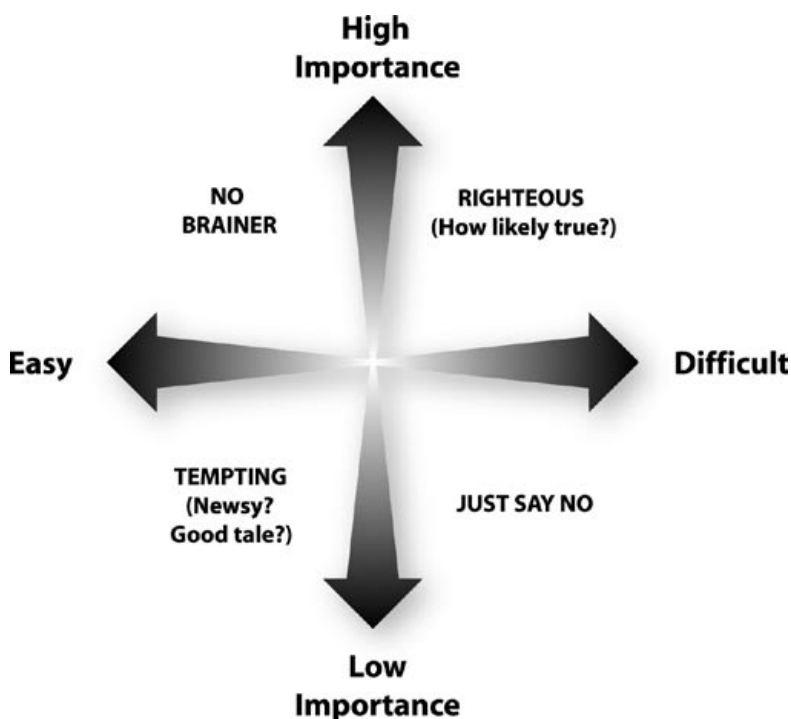 High
Importance
NO
BRAINER
RIGHTEOUS
(How likely true?)
Easy
Difficult
TEMPTING
(Newsy?
Good tale?)
JUST SAY NO
Low
Importance